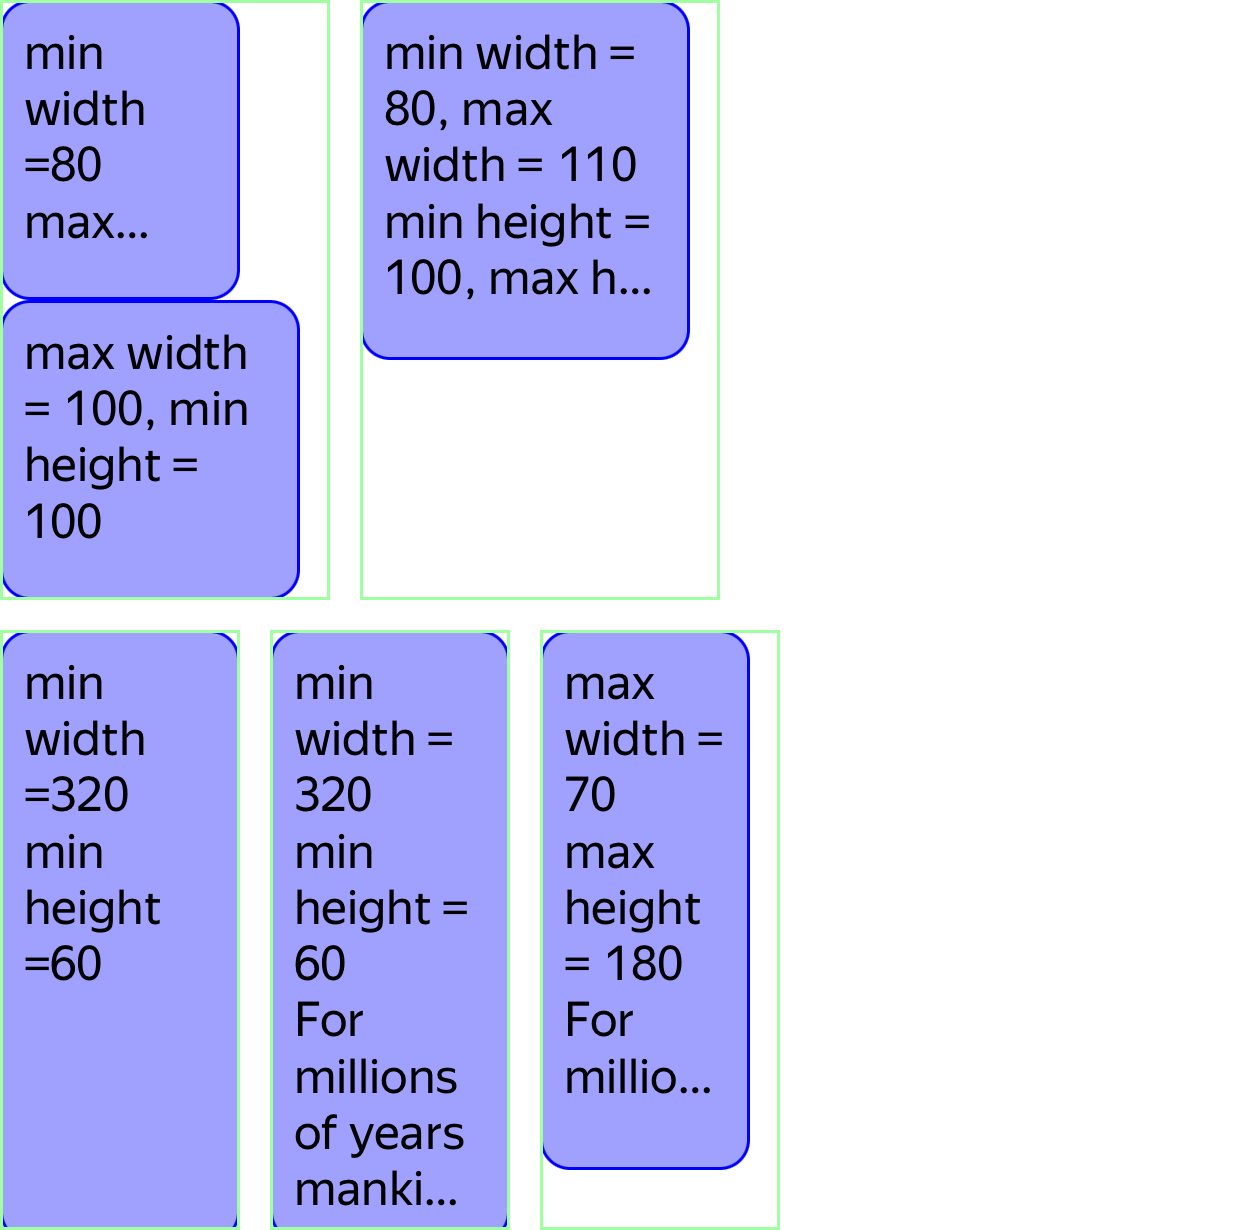 min
width
=80
max...
max width
= 100, min
height =
100
min width =
80, max
width = 110
min height =
100, max h...
min
width
=320
min
height
=60
min
width =
320
min
height =
60
For
millions
of years
manki...
max
width =
70
max
height
= 180
For
millio...